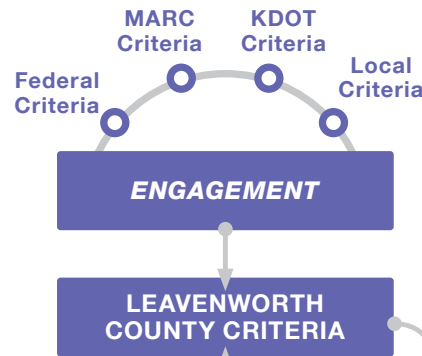 MARC
Criteria
KDOT
Criteria
Federal
Criteria
Local
Criteria
ENGAGEMENT
LEAVENWORTH
COUNTY CRITERIA